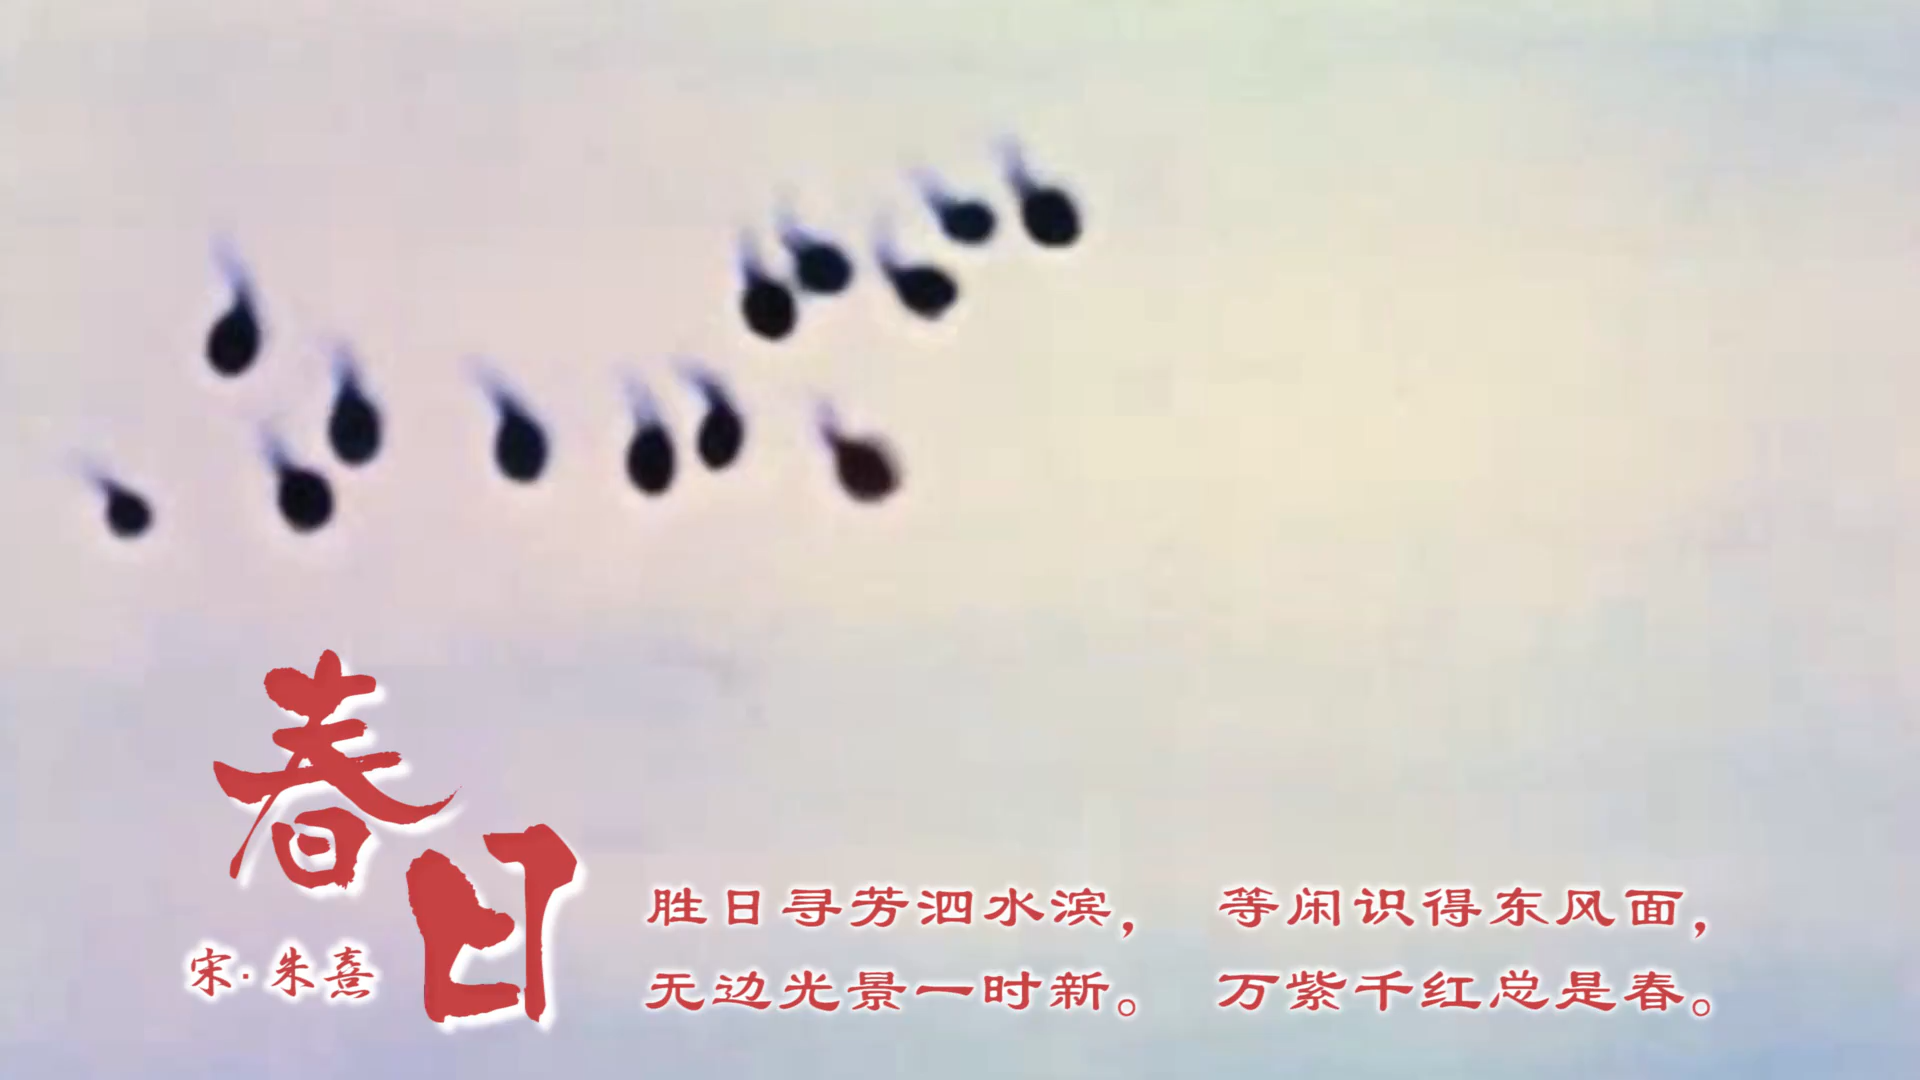 春日
宋·朱熹
胜日寻芳泗水滨，
无边光景一时新。
等闲识得东风面，
万紫千红总是春。